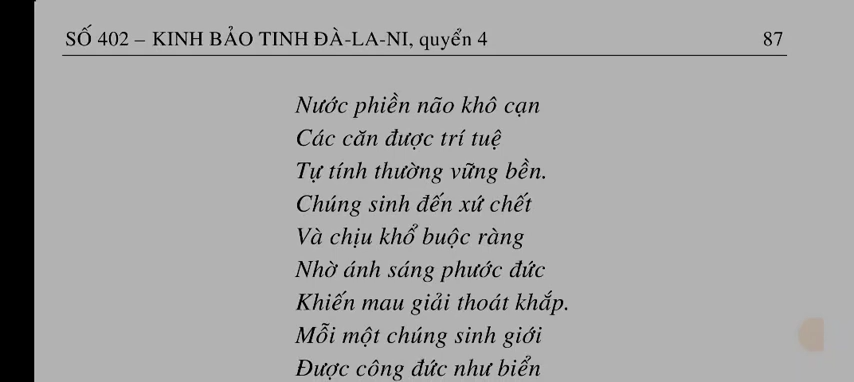 SỐ 402 – KINH BẢO TINH ĐÀ-LA-NI, quyển 4
87
Nước phiền não khô cạn
Các căn được trí tuệ
Tự tính thường vững bền.
Chúng sinh đến xứ chết
Và chịu khổ buộc ràng
Nhờ ánh sáng phước đức
Khiến mau giải thoát khắp.
Mỗi một chúng sinh giới
Được công đức như biển